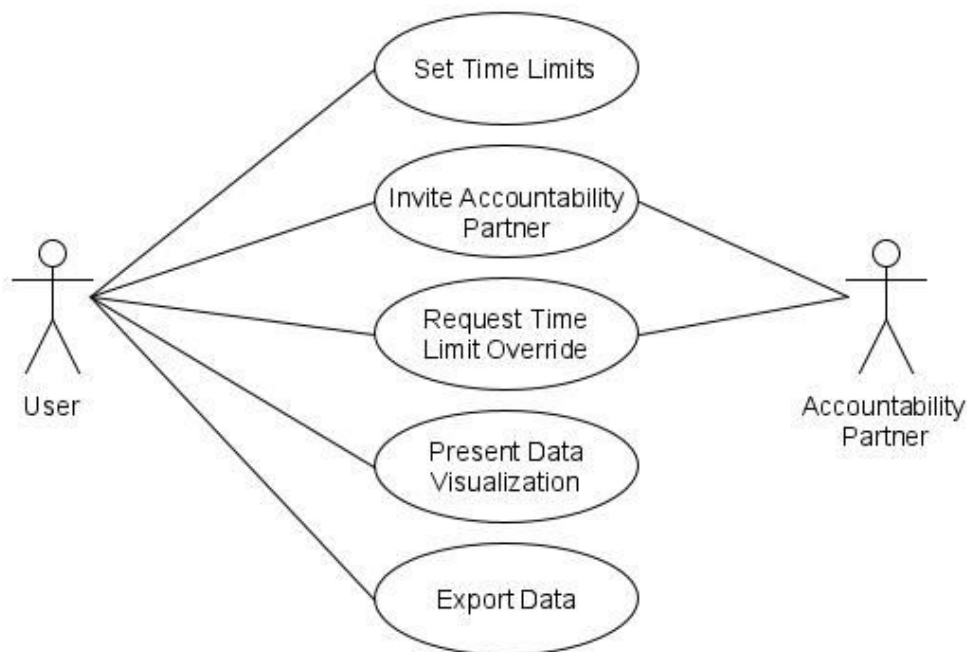 Set Time Limits
Invite Accountability
Partner
Request Time
Limit Override
User
Accountability
Partner
Present Data
Visualization
Export Data